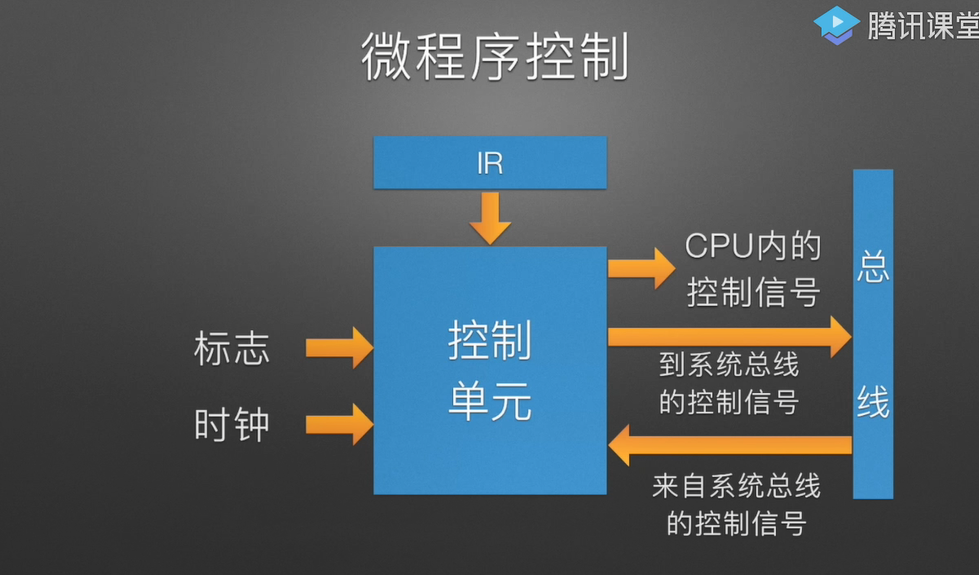 腾讯课堂
微程序控制
IR
CPU内的
控制信号
总
线
控制
单元
标志
时钟
到系统总线
的控制信号
来自系统总线
的控制信号